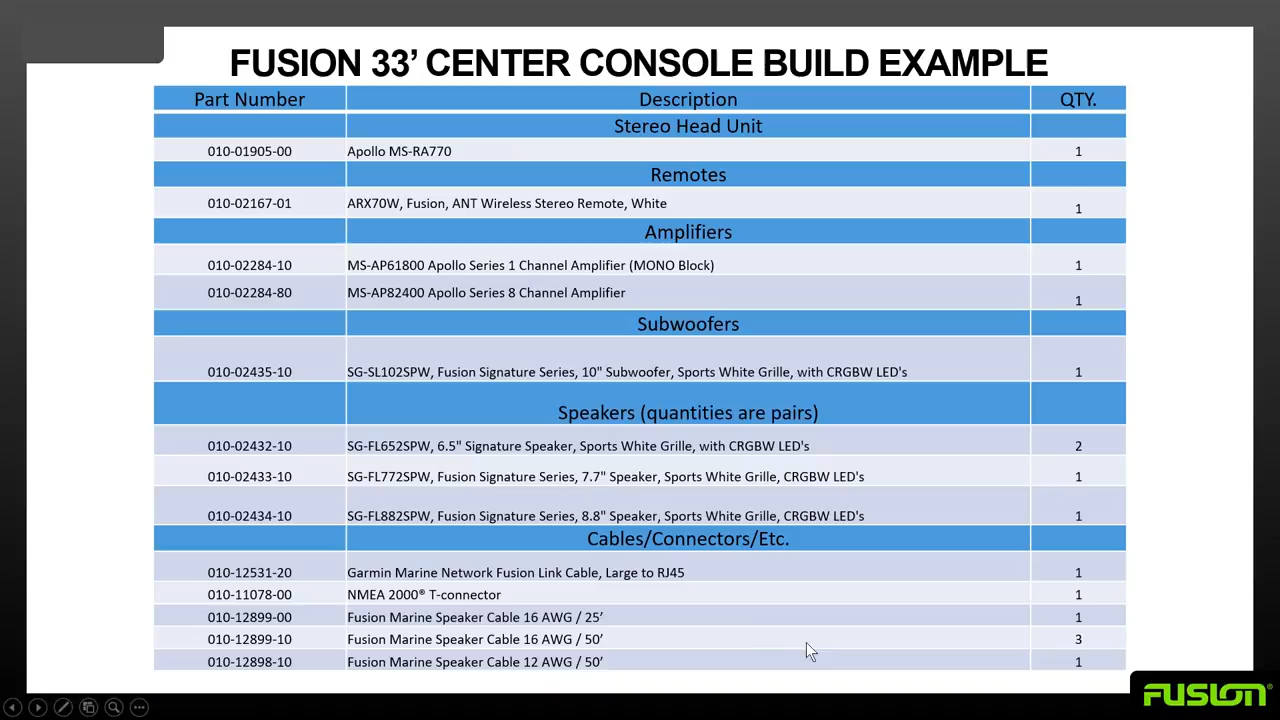 FUSION 33’ CENTER CONSOLE BUILD EXAMPLE
Part Number Description QTY.
Stereo Head Unit
010-01905-00 Apollo MS-RA770 1
Remotes
010-02167-01 ARX70W, Fusion, ANT Wireless Stereo Remote, White 1
Amplifiers
010-02284-10 MS-AP61800 Apollo Series 1 Channel Amplifier (MONO Block) 1
010-02284-80 MS-AP82400 Apollo Series 8 Channel Amplifier 1
Subwoofers
010-02435-10 SG-SL102SPW, Fusion Signature Series, 10" Subwoofer, Sports White Grille, with CRGBW LED's 1
Speakers (quantities are pairs)
010-02432-10 SG-FL652SPW, 6.5" Signature Speaker, Sports White Grille, with CRGBW LED's 2
010-02433-10 SG-FL772SPW, Fusion Signature Series, 7.7" Speaker, Sports White Grille, CRGBW LED's 1
010-02434-10 SG-FL882SPW, Fusion Signature Series, 8.8" Speaker, Sports White Grille, CRGBW LED's 1
Cables/Connectors/Etc.
010-12531-20 Garmin Marine Network Fusion Link Cable, Large to RJ45 1
010-11078-00 NMEA 2000® T-connector 1
010-12899-00 Fusion Marine Speaker Cable 16 AWG / 25’ 1
010-12899-10 Fusion Marine Speaker Cable 16 AWG / 50’ 3
010-12898-10 Fusion Marine Speaker Cable 12 AWG / 50’ 1
FUSION®